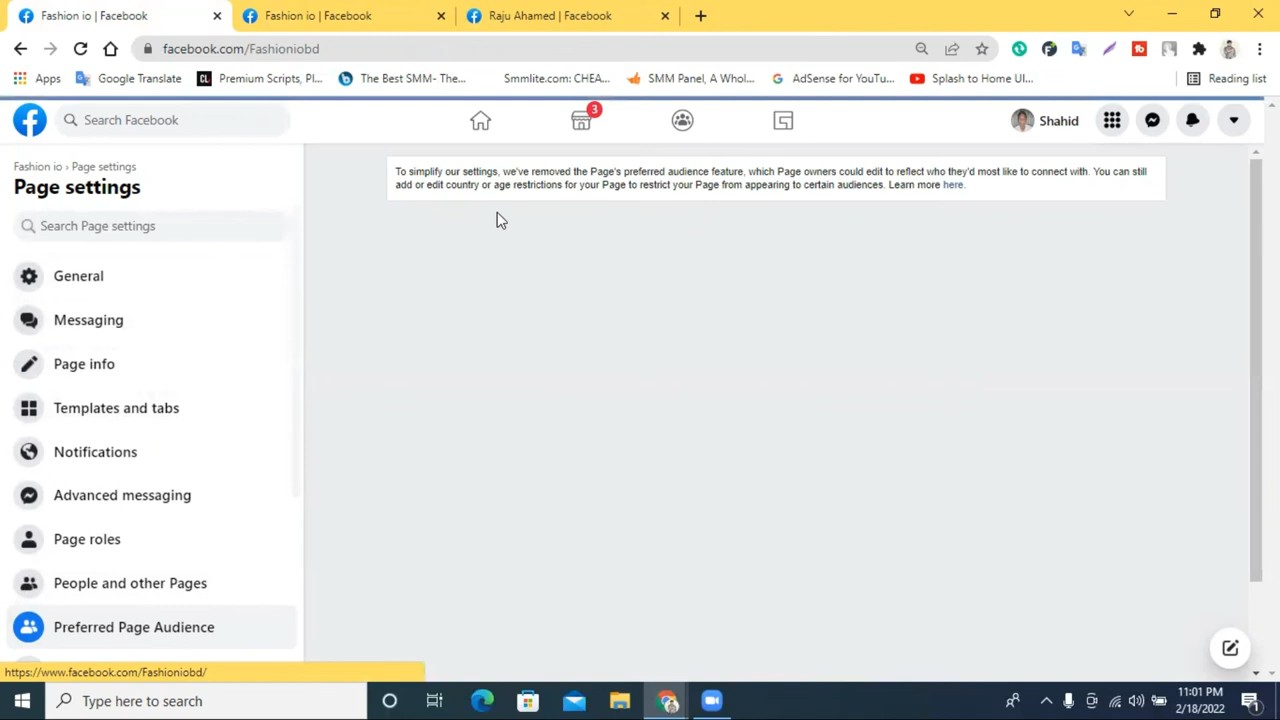 Fashion io | Facebook
Fashion io | Facebook
Raju Ahamed | Facebook
facebook.com/Fashioniobd
Apps
Google Translate
CL
Premium Scripts, Pl...
The Best SMM- The...
Smmlite.com: CHEA...
SMM Panel, A Whol...
AdSense for YouTu...
Splash to Home UI...
Reading list
Search Facebook
3
Shahid
Fashion io › Page settings
Page settings
Search Page settings
General
Messaging
Page info
Templates and tabs
Notifications
Advanced messaging
Page roles
People and other Pages
Preferred Page Audience
To simplify our settings, we've removed the Page's preferred audience feature, which Page owners could edit to reflect who they'd most like to connect with. You can still
add or edit country or age restrictions for your Page to restrict your Page from appearing to certain audiences. Learn more here.
https://www.facebook.com/Fashioniobd/
Type here to search
11:01 PM
2/18/2022
1